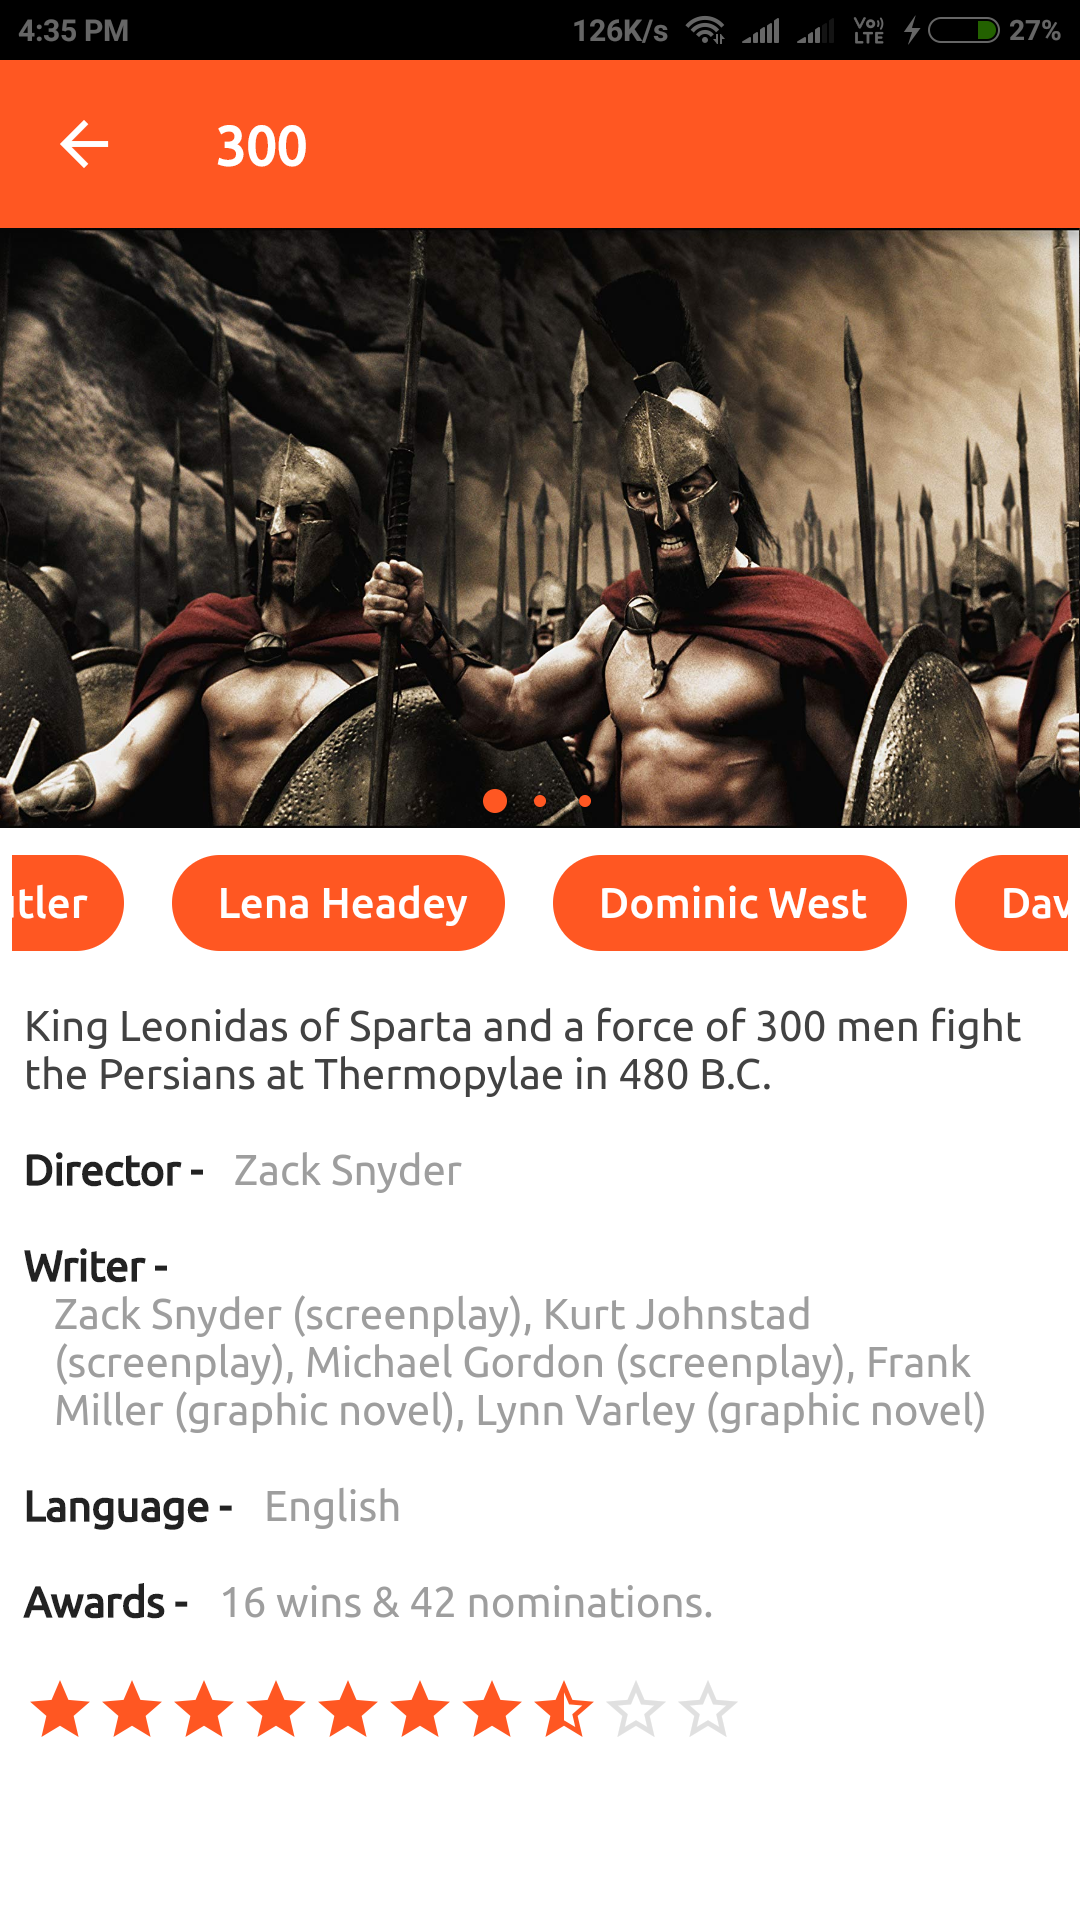 4:35 PM 126K/s VoLTE 27%
300
tler Lena Headey Dominic West Dav
King Leonidas of Sparta and a force of 300 men fight
the Persians at Thermopylae in 480 B.C.
Director - Zack Snyder
Writer -
Zack Snyder (screenplay), Kurt Johnstad
(screenplay), Michael Gordon (screenplay), Frank
Miller (graphic novel), Lynn Varley (graphic novel)
Language - English
Awards - 16 wins & 42 nominations.